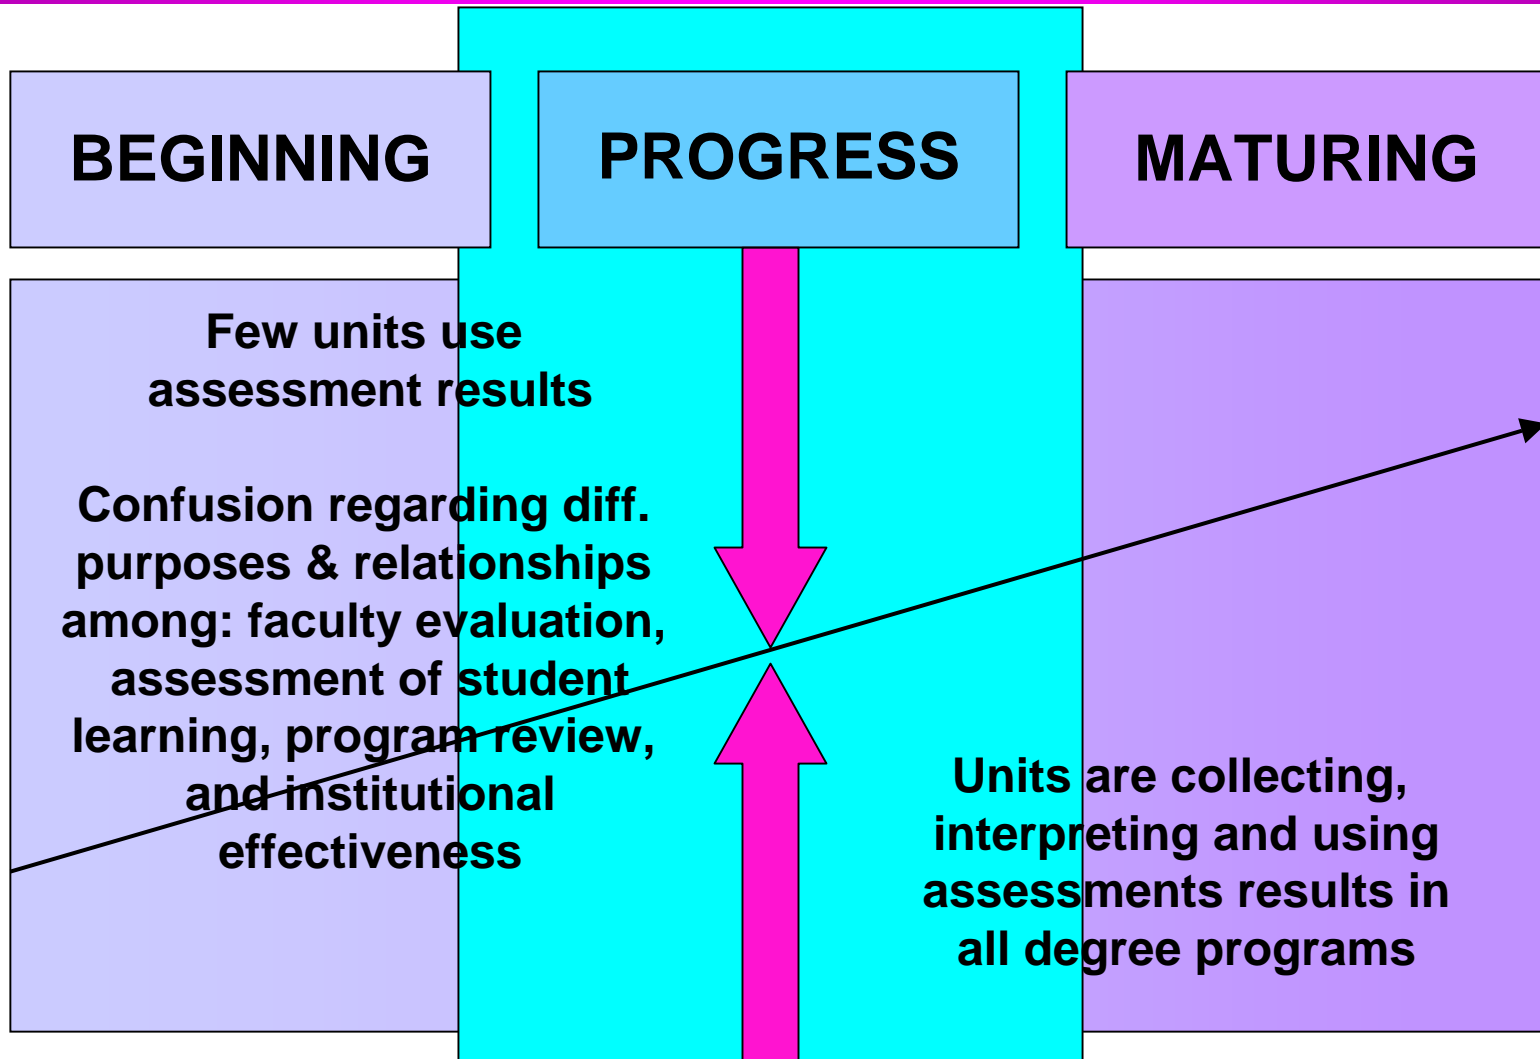 BEGINNING
PROGRESS
MATURING
Few units use
assessment results
Confusion regarding diff.
purposes & relationships
among: faculty evaluation,
assessment of student
learning, program review,
and institutional
effectiveness
Units are collecting,
interpreting and using
assessments results in
all degree programs